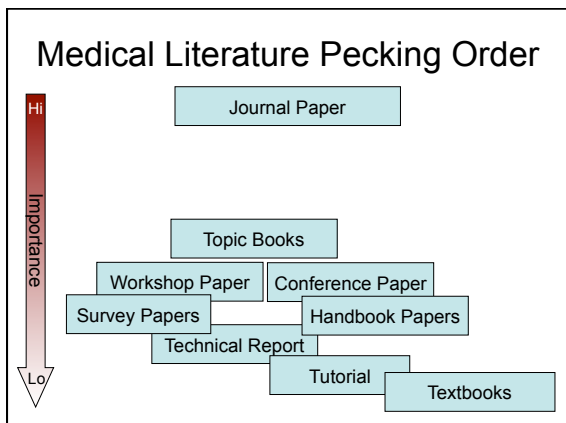 Medical Literature Pecking Order
Hi
Journal Paper
Importance
Topic Books
Workshop Paper
Conference Paper
Survey Papers
Handbook Papers
Technical Report
Tutorial
Lo
Textbooks